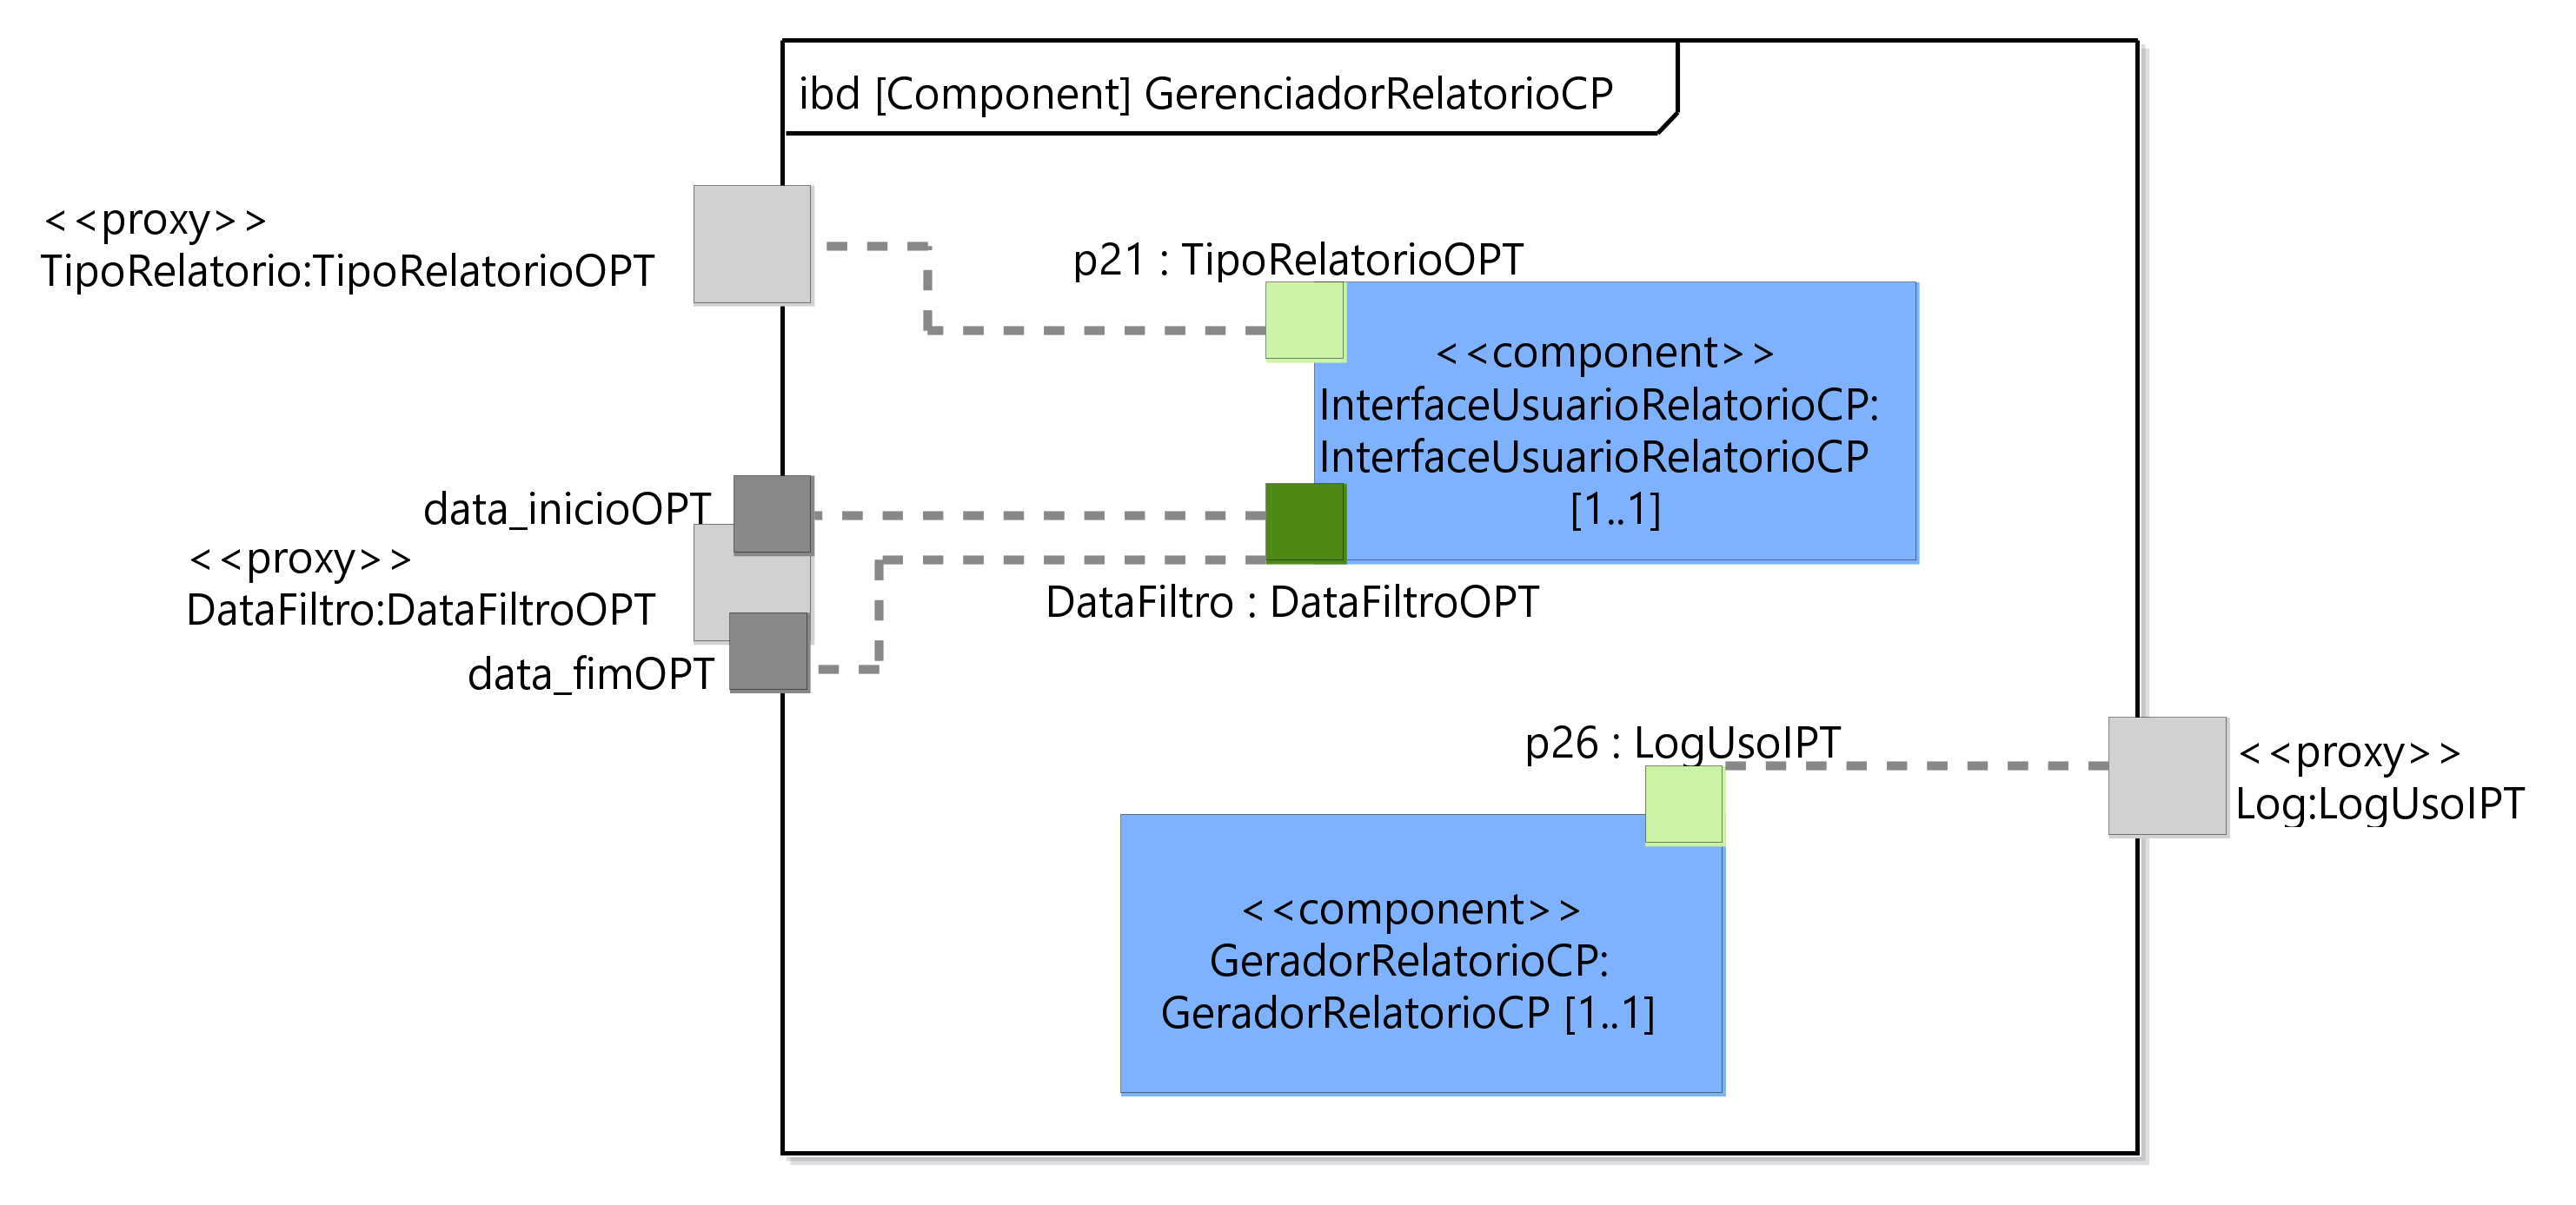 ibd [Component] GerenciadorRelatorioCP
<<proxy>>
TipoRelatorio:TipoRelatorioOPT
p21 : TipoRelatorioOPT
<<component>>
InterfaceUsuarioRelatorioCP:
InterfaceUsuarioRelatorioCP
[1..1]
data_inicioOPT
<<proxy>>
DataFiltro:DataFiltroOPT
data_fimOPT
DataFiltro : DataFiltroOPT
p26 : LogUsoIPT
<<proxy>>
Log:LogUsoIPT
<<component>>
GeradorRelatorioCP:
GeradorRelatorioCP [1..1]